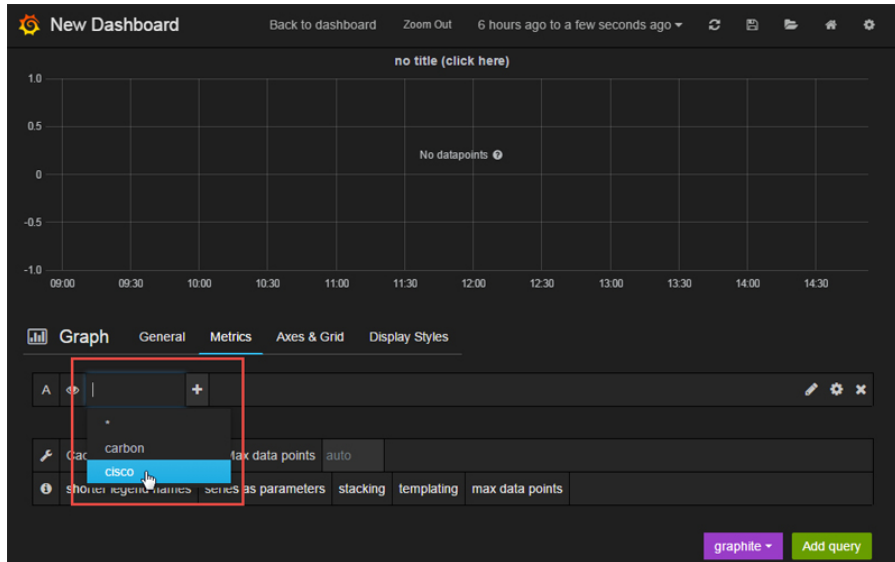 New Dashboard Back to dashboard Zoom Out 6 hours ago to a few seconds ago
no title (click here)
1.0
0.5
No datapoints
0
-0.5
-1.0
09:00 09:30 10:00 10:30 11:00 11:30 12:00 12:30 13:00 13:30 14:00 14:30
Graph General Metrics Axes & Grid Display Styles
A
*
carbon
Max data points auto
cisco
shorter legend names series as parameters stacking templating max data points
graphite Add query